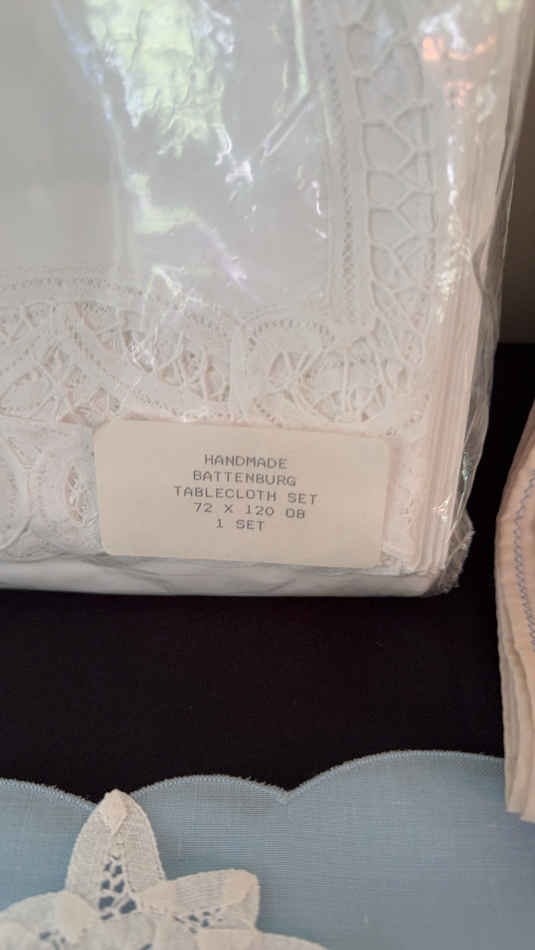 HANDMADE
BATTENBURG
TABLECLOTH SET
72 X 120 OB
1 SET